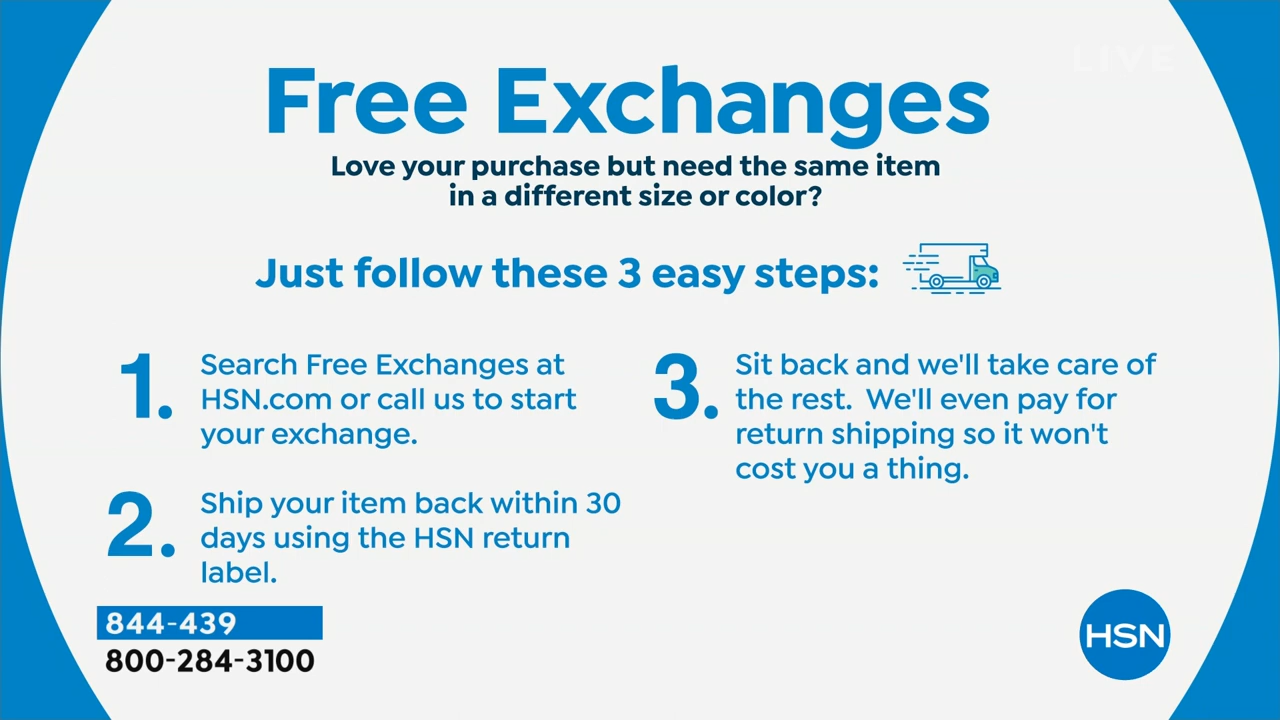 LIVE
Free Exchanges
Love your purchase but need the same item
in a different size or color?
Just follow these 3 easy steps:
1. Search Free Exchanges at
HSN.com or call us to start
your exchange.
2. Ship your item back within 30
days using the HSN return
label.
3. Sit back and we'll take care of
the rest. We'll even pay for
return shipping so it won't
cost you a thing.
844-439
800-284-3100
HSN